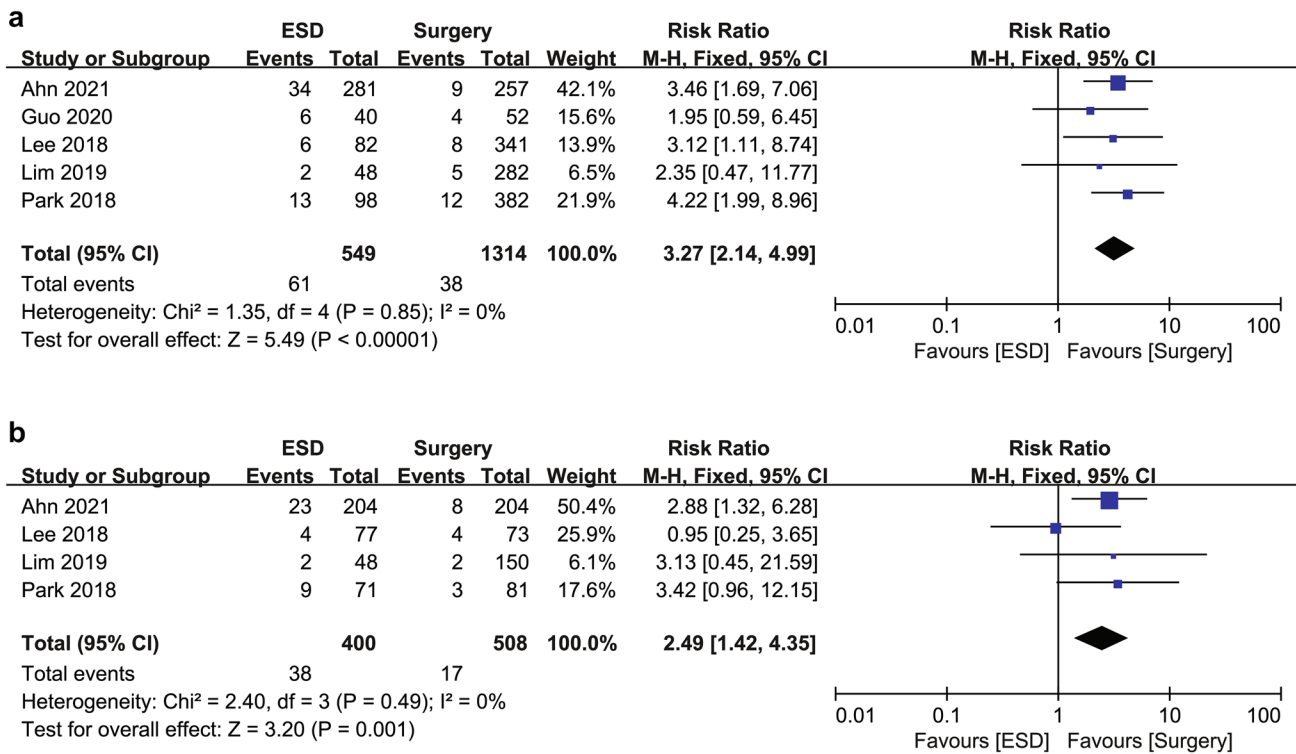 a
ESD Surgery Risk Ratio Risk Ratio
Study or Subgroup Events Total Events Total Weight M-H, Fixed, 95% CI M-H, Fixed, 95% CI
Ahn 2021 34 281 9 257 42.1% 3.46 [1.69, 7.06]
Guo 2020 6 40 4 52 15.6% 1.95 [0.59, 6.45]
Lee 2018 6 82 8 341 13.9% 3.12 [1.11, 8.74]
Lim 2019 2 48 5 282 6.5% 2.35 [0.47, 11.77]
Park 2018 13 98 12 382 21.9% 4.22 [1.99, 8.96]
Total (95% CI) 549 1314 100.0% 3.27 [2.14, 4.99]
Total events 61 38
Heterogeneity: Chi² = 1.35, df = 4 (P = 0.85); I² = 0%
Test for overall effect: Z = 5.49 (P < 0.00001)
0.01 0.1 1 10 100
Favours [ESD] Favours [Surgery]
b
ESD Surgery Risk Ratio Risk Ratio
Study or Subgroup Events Total Events Total Weight M-H, Fixed, 95% CI M-H, Fixed, 95% CI
Ahn 2021 23 204 8 204 50.4% 2.88 [1.32, 6.28]
Lee 2018 4 77 4 73 25.9% 0.95 [0.25, 3.65]
Lim 2019 2 48 2 150 6.1% 3.13 [0.45, 21.59]
Park 2018 9 71 3 81 17.6% 3.42 [0.96, 12.15]
Total (95% CI) 400 508 100.0% 2.49 [1.42, 4.35]
Total events 38 17
Heterogeneity: Chi² = 2.40, df = 3 (P = 0.49); I² = 0%
Test for overall effect: Z = 3.20 (P = 0.001)
0.01 0.1 1 10 100
Favours [ESD] Favours [Surgery]